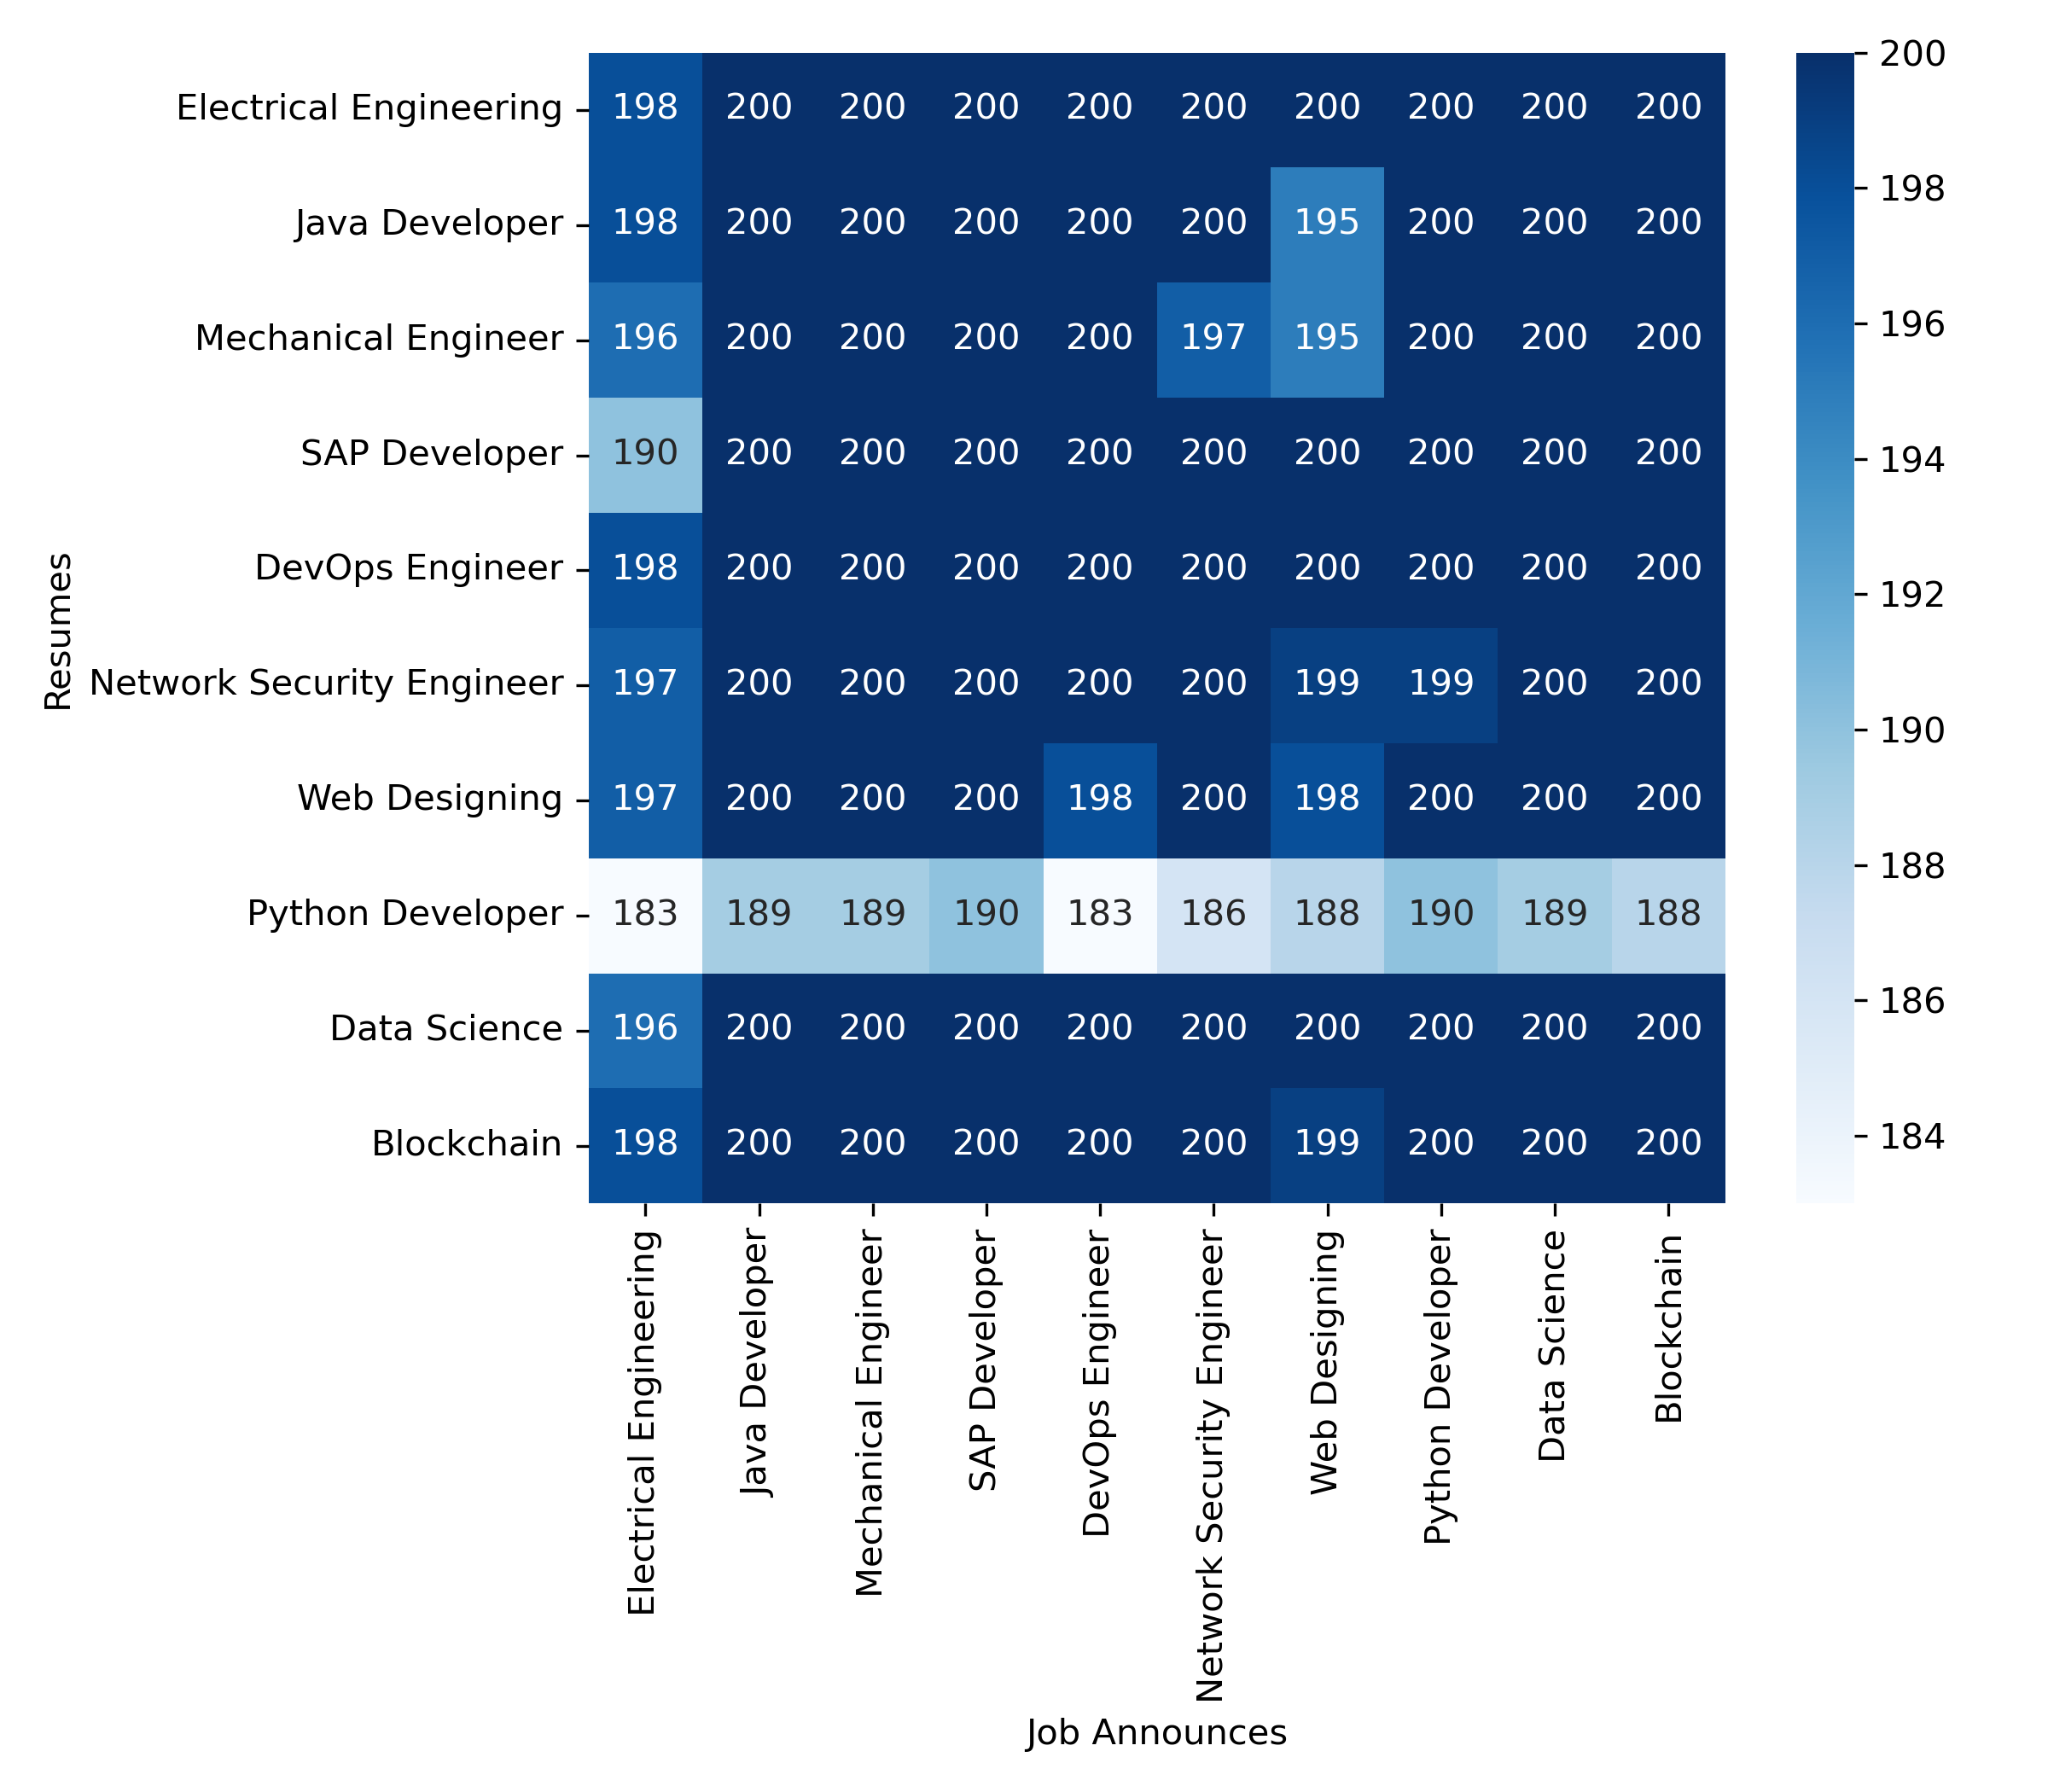 Electrical Engineering 198 200 200 200 200 200 200 200 200 200
Java Developer 198 200 200 200 200 200 195 200 200 200
Mechanical Engineer 196 200 200 200 200 197 195 200 200 200
SAP Developer 190 200 200 200 200 200 200 200 200 200
DevOps Engineer 198 200 200 200 200 200 200 200 200 200
Network Security Engineer 197 200 200 200 200 200 199 199 200 200
Web Designing 197 200 200 200 198 200 198 200 200 200
Python Developer 183 189 189 190 183 186 188 190 189 188
Data Science 196 200 200 200 200 200 200 200 200 200
Blockchain 198 200 200 200 200 200 199 200 200 200
Resumes
Electrical Engineering
Java Developer
Mechanical Engineer
SAP Developer
DevOps Engineer
Network Security Engineer
Web Designing
Python Developer
Data Science
Blockchain
Job Announces
200
198
196
194
192
190
188
186
184